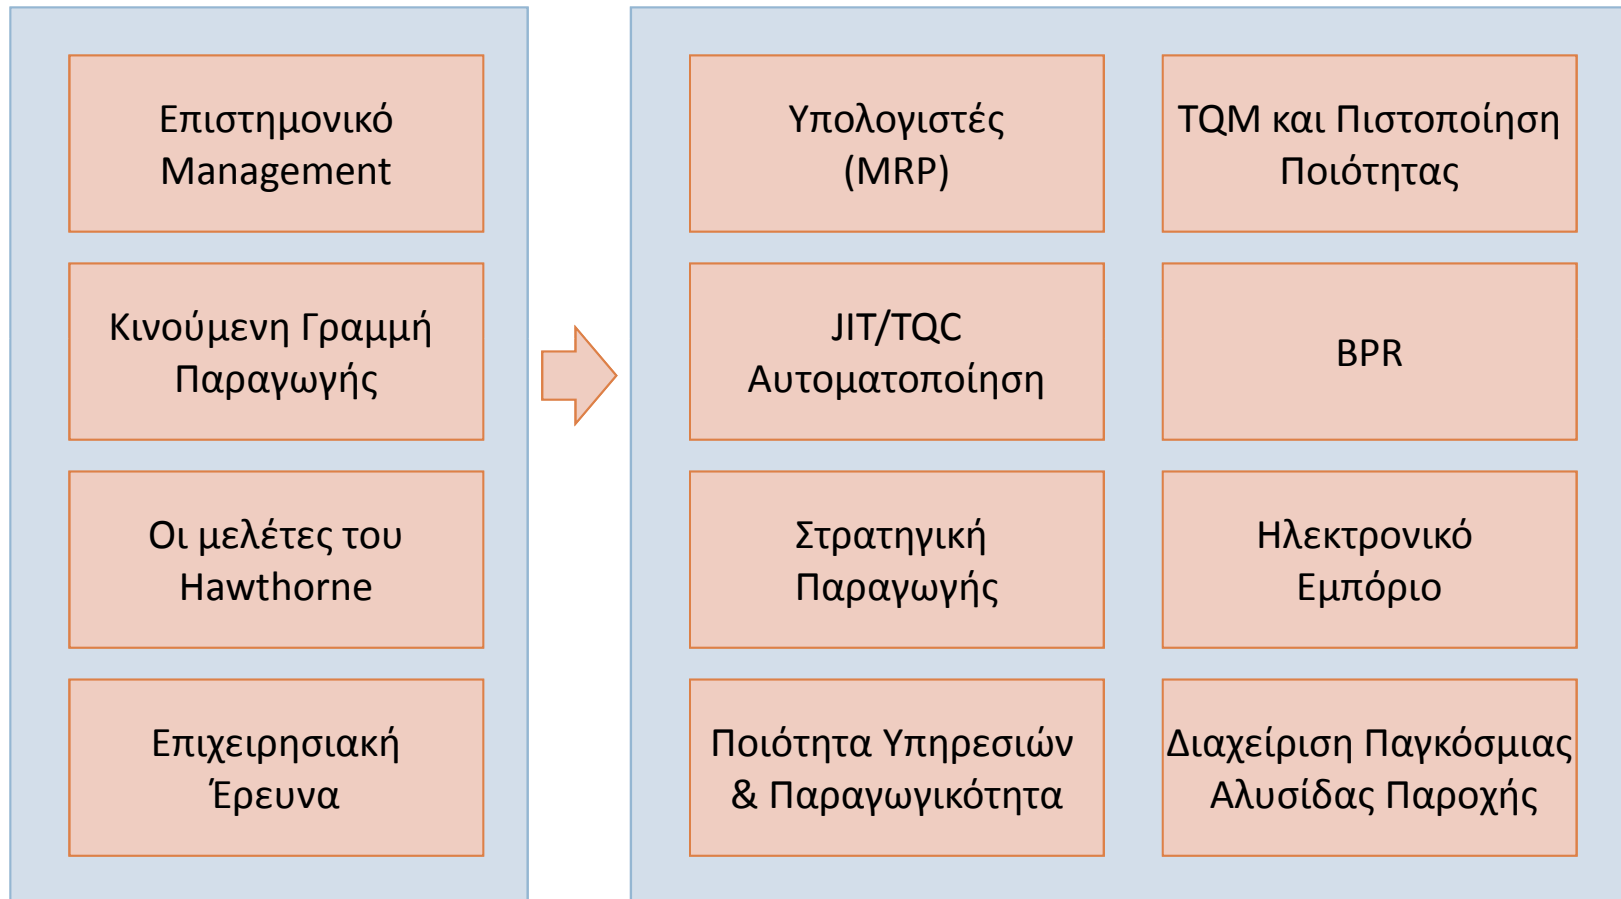 Επιστημονικό
Management
Κινούμενη Γραμμή
Παραγωγής
Οι μελέτες του
Hawthorne
Επιχειρησιακή
Έρευνα
Υπολογιστές
(MRP)
JIT/TQC
Αυτοματοποίηση
Στρατηγική
Παραγωγής
Ποιότητα Υπηρεσιών
& Παραγωγικότητα
TQM και Πιστοποίηση
Ποιότητας
BPR
Ηλεκτρονικό
Εμπόριο
Διαχείριση Παγκόσμιας
Αλυσίδας Παροχής